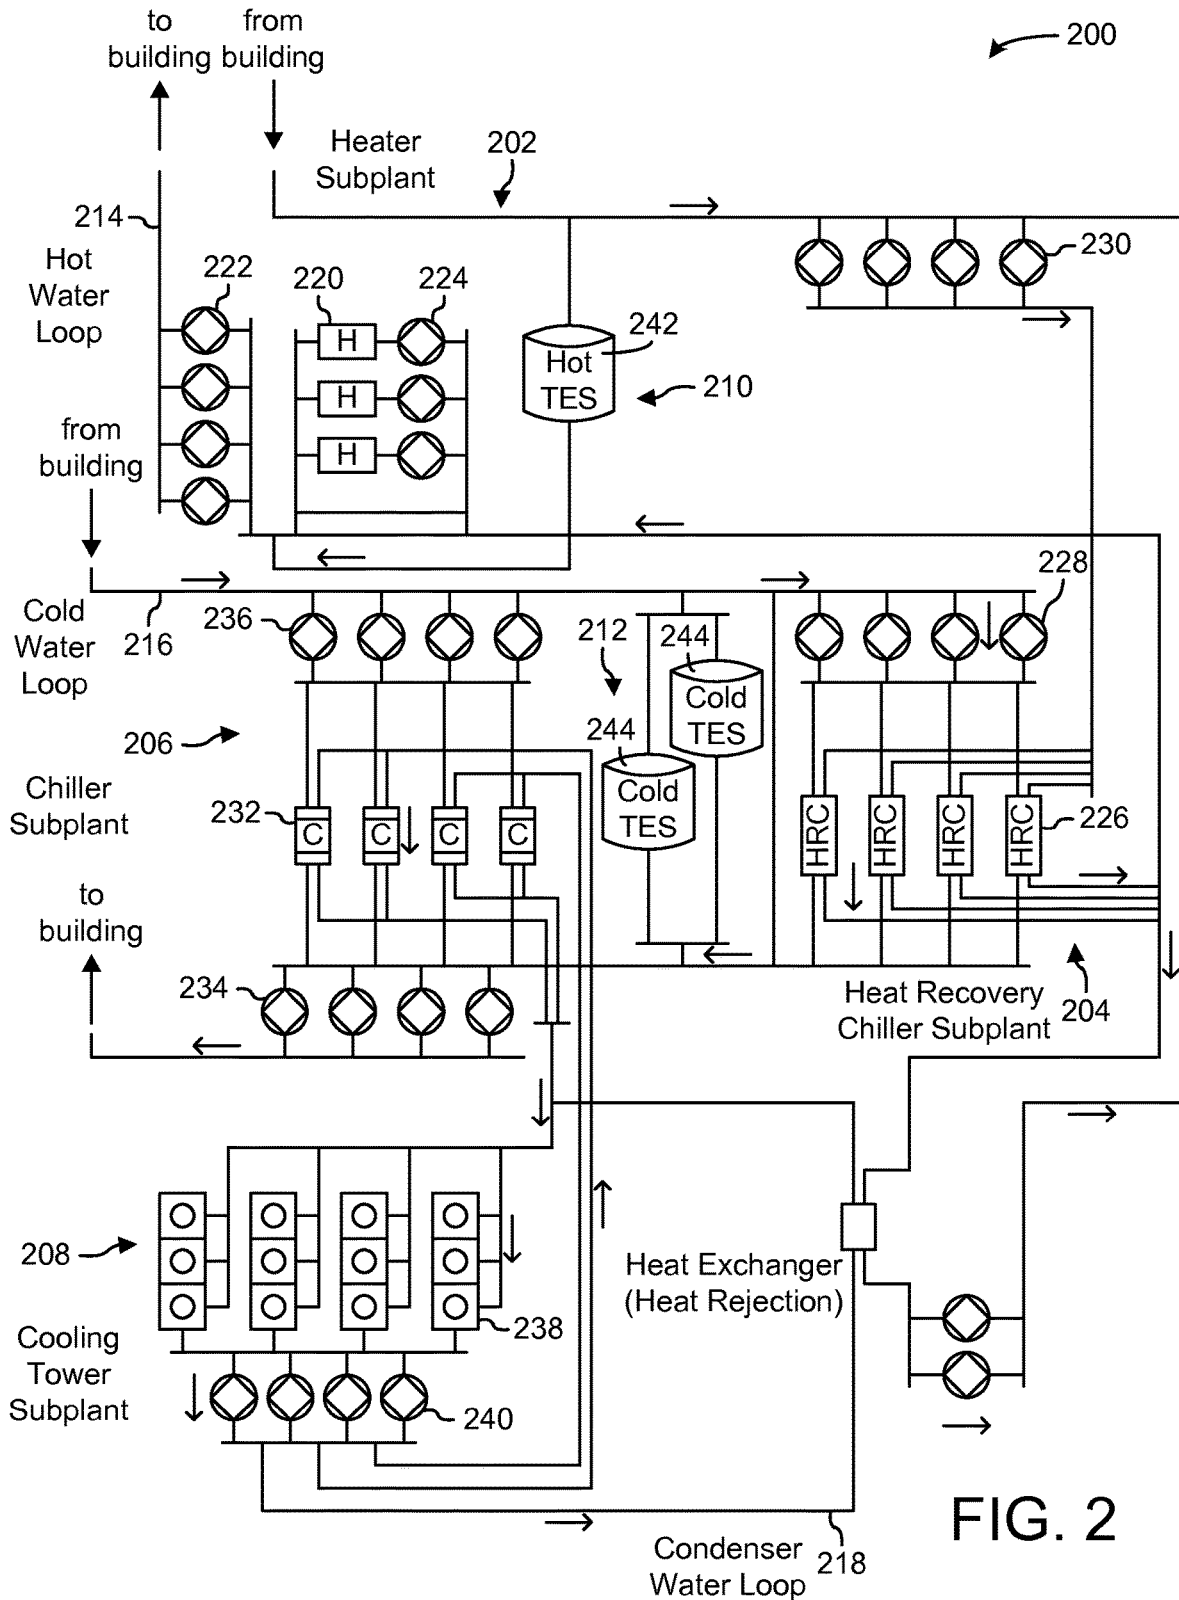 to
building
from
building
200
Heater
Subplant
202
214
Hot
Water
Loop
222
220
224
H
H
H
242
Hot
TES
210
230
from
building
Cold
Water
Loop
216
236
212
244
Cold
TES
244
Cold
TES
228
206
Chiller
Subplant
232
C
C
C
C
HRC
HRC
HRC
HRC
226
to
building
234
Heat Recovery
Chiller Subplant
204
208
238
Heat Exchanger
(Heat Rejection)
Cooling
Tower
Subplant
240
Condenser
Water Loop
218
FIG. 2